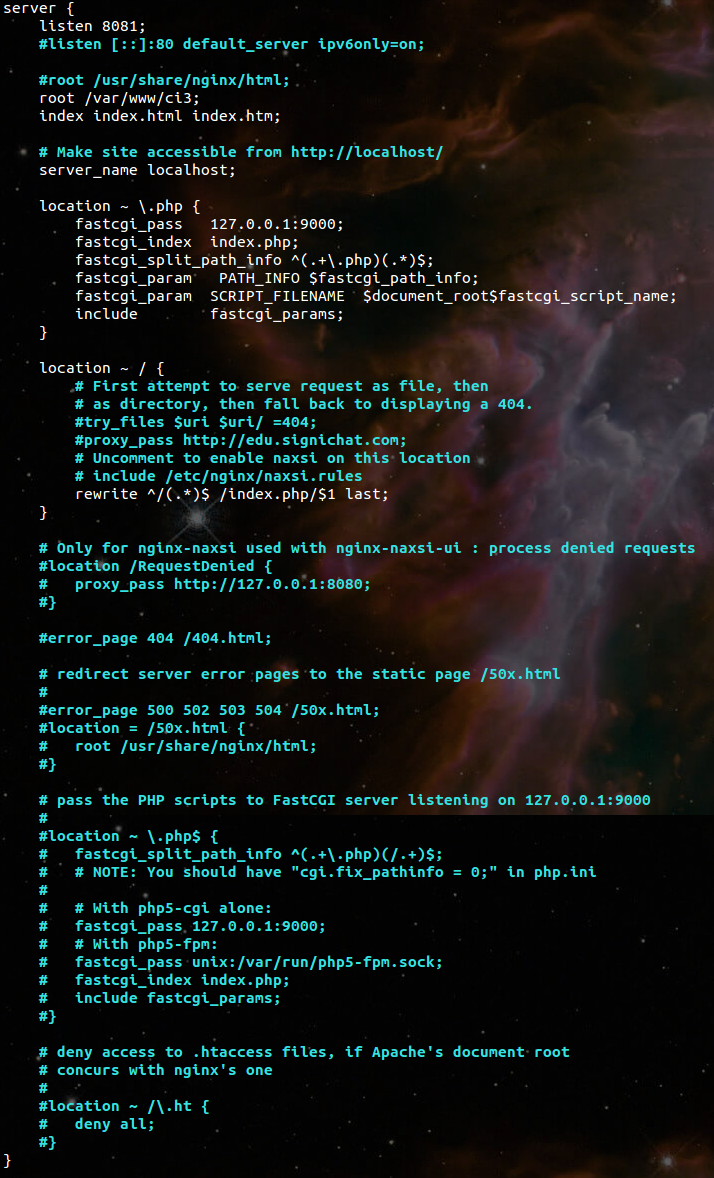 server {
    listen 8081;
    #listen [::]:80 default_server ipv6only=on;

    #root /usr/share/nginx/html;
    root /var/www/ci3;
    index index.html index.htm;

    # Make site accessible from http://localhost/
    server_name localhost;

    location ~ \.php {
        fastcgi_pass   127.0.0.1:9000;
        fastcgi_index  index.php;
        fastcgi_split_path_info ^(.+\.php)(.*)$;
        fastcgi_param   PATH_INFO $fastcgi_path_info;
        fastcgi_param  SCRIPT_FILENAME  $document_root$fastcgi_script_name;
        include        fastcgi_params;
    }

    location ~ / {
        # First attempt to serve request as file, then
        # as directory, then fall back to displaying a 404.
        #try_files $uri $uri/ =404;
        #proxy_pass http://edu.signichat.com;
        # Uncomment to enable naxsi on this location
        # include /etc/nginx/naxsi.rules
        rewrite ^/(.*)$ /index.php/$1 last;
    }

    # Only for nginx-naxsi used with nginx-naxsi-ui : process denied requests
    #location /RequestDenied {
    #   proxy_pass http://127.0.0.1:8080;
    #}

    #error_page 404 /404.html;

    # redirect server error pages to the static page /50x.html
    #
    #error_page 500 502 503 504 /50x.html;
    #location = /50x.html {
    #   root /usr/share/nginx/html;
    #}

    # pass the PHP scripts to FastCGI server listening on 127.0.0.1:9000
    #
    #location ~ \.php$ {
    #   fastcgi_split_path_info ^(.+\.php)(/.+)$;
    #   # NOTE: You should have "cgi.fix_pathinfo = 0;" in php.ini
    #
    #   # With php5-cgi alone:
    #   fastcgi_pass 127.0.0.1:9000;
    #   # With php5-fpm:
    #   fastcgi_pass unix:/var/run/php5-fpm.sock;
    #   fastcgi_index index.php;
    #   include fastcgi_params;
    #}

    # deny access to .htaccess files, if Apache's document root
    # concurs with nginx's one
    #
    #location ~ /\.ht {
    #   deny all;
    #}
}